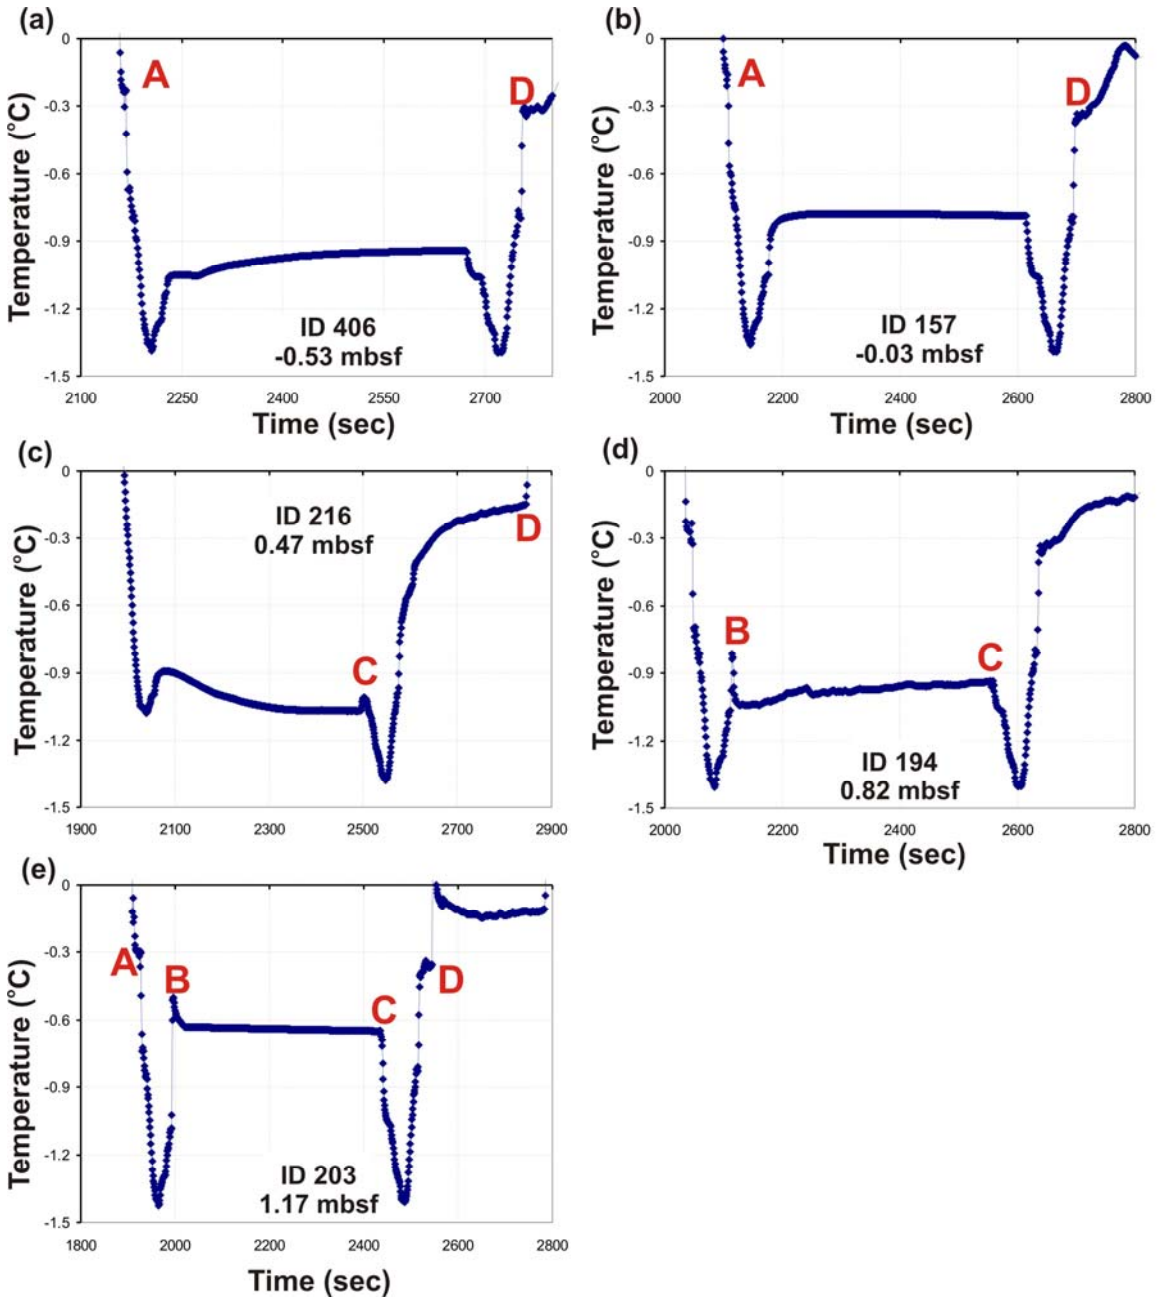 (a)
Temperature (°C)
0
-0.3
-0.6
-0.9
-1.2
-1.5
A
D
ID 406
-0.53 mbsf
2100 2250 2400 2550 2700
Time (sec)
(b)
Temperature (°C)
0
-0.3
-0.6
-0.9
-1.2
-1.5
A
D
ID 157
-0.03 mbsf
2000 2200 2400 2600 2800
Time (sec)
(c)
Temperature (°C)
0
-0.3
-0.6
-0.9
-1.2
-1.5
ID 216
0.47 mbsf
D
C
1900 2100 2300 2500 2700 2900
(d)
Temperature (°C)
0
-0.3
-0.6
-0.9
-1.2
-1.5
B
C
ID 194
0.82 mbsf
2000 2200 2400 2600 2800
Time (sec)
(e)
Temperature (°C)
0
-0.3
-0.6
-0.9
-1.2
-1.5
A
B
C
D
ID 203
1.17 mbsf
1800 2000 2200 2400 2600 2800
Time (sec)